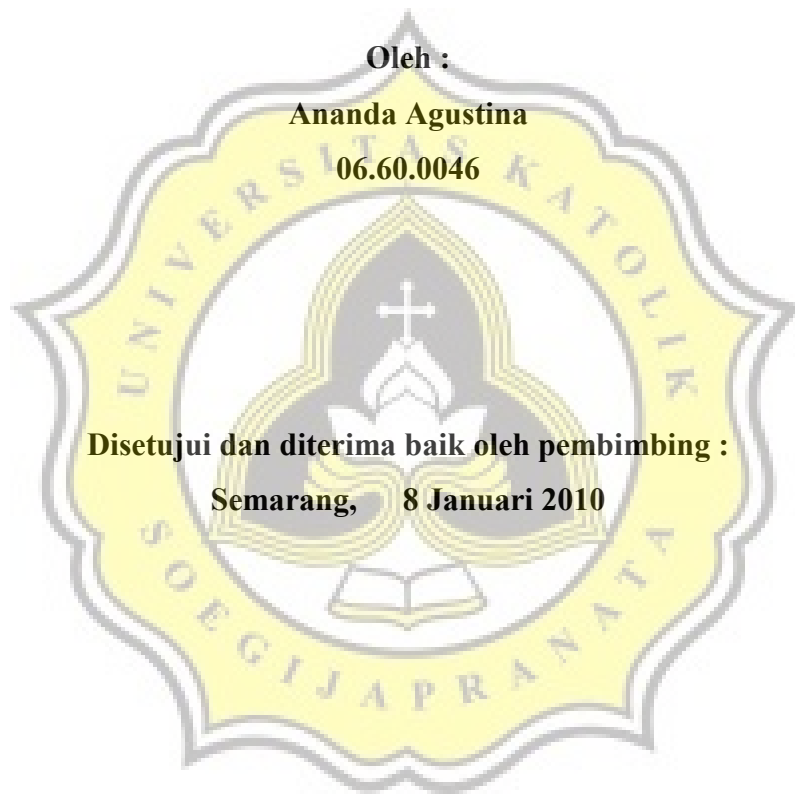 Oleh :
Ananda Agustina
06.60.0046
UNIVERSITAS KATOLIK
Disetujui dan diterima baik oleh pembimbing :
Semarang, 8 Januari 2010
SOEGIJAPRANATA